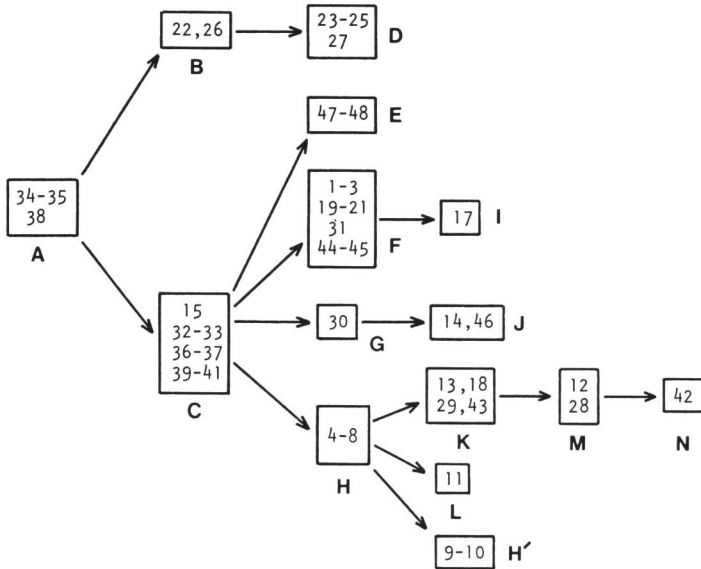 22,26
B
23-25
27
D
47-48
E
34-35
38
A
1-3
19-21
31
44-45
F
17
I
15
32-33
36-37
39-41
C
30
G
14,46
J
4-8
H
13,18
29,43
K
12
28
M
42
N
11
L
9-10
H′